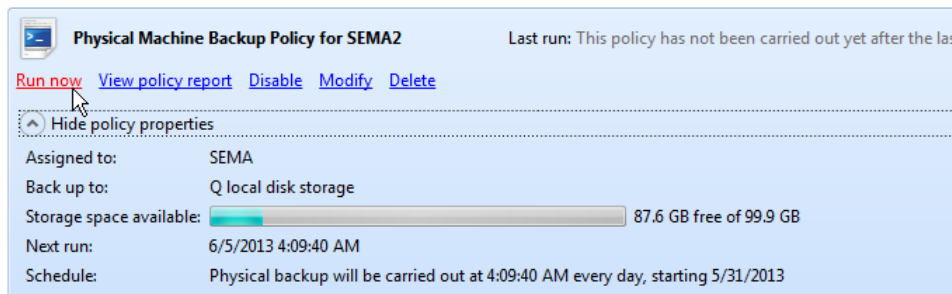 Physical Machine Backup Policy for SEMA2 Last run: This policy has not been carried out yet after the
Run now View policy report Disable Modify Delete
Hide policy properties
Assigned to: SEMA
Back up to: Q local disk storage
Storage space available: 87.6 GB free of 99.9 GB
Next run: 6/5/2013 4:09:40 AM
Schedule: Physical backup will be carried out at 4:09:40 AM every day, starting 5/31/2013